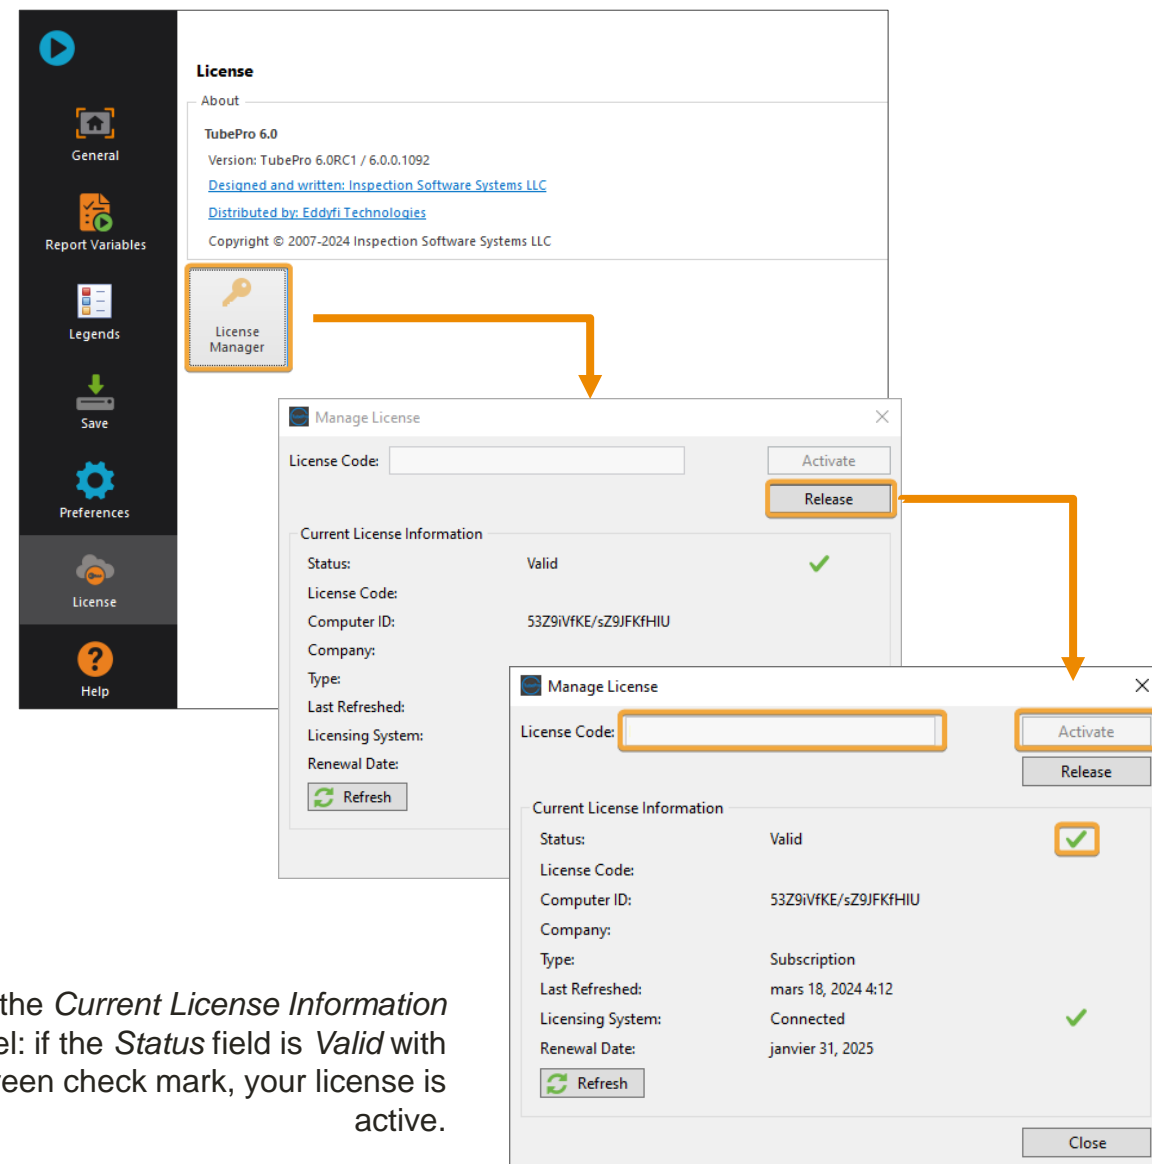 License
About
TubePro 6.0
Version: TubePro 6.0RC1 / 6.0.0.1092
Designed and written: Inspection Software Systems LLC
Distributed by: Eddyfi Technologies
Copyright © 2007-2024 Inspection Software Systems LLC
General
Report Variables
Legends
Save
Preferences
License
Help
License
Manager
Manage License
License Code:
Activate
Release
Current License Information
Status: Valid
License Code:
Computer ID: 53Z9iVfKE/sZ9JFKfHIU
Company:
Type:
Last Refreshed:
Licensing System:
Renewal Date:
Refresh
Manage License
License Code:
Activate
Release
Current License Information
Status: Valid
License Code:
Computer ID: 53Z9iVfKE/sZ9JFKfHIU
Company:
Type: Subscription
Last Refreshed: mars 18, 2024 4:12
Licensing System: Connected
Renewal Date: janvier 31, 2025
Refresh
Close
the Current License Information
el: if the Status field is Valid with
een check mark, your license is
active.